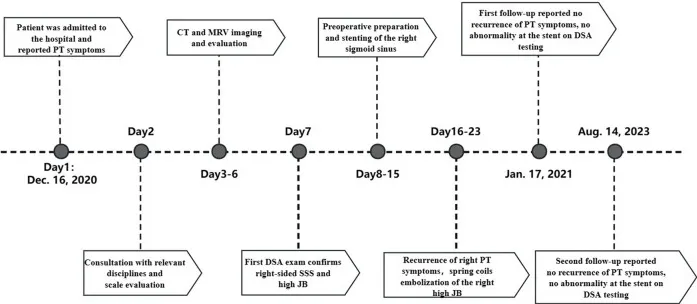 Patient was admitted to
the hospital and
reported PT symptoms
CT and MRV imaging
and evaluation
Preoperative preparation
and stenting of the right
sigmoid sinus
First follow-up reported
no recurrence of PT symptoms, no
abnormality at the stent on DSA
testing
Day2
Day7
Day16-23
Aug. 14, 2023
Day1:
Dec. 16, 2020
Day3-6
Day8-15
Jan. 17, 2021
Consultation with relevant
disciplines and
scale evaluation
First DSA exam confirms
right-sided SSS and
high JB
Recurrence of right PT
symptoms, spring coils
embolization of the right
high JB
Second follow-up reported
no recurrence of PT symptoms,
no abnormality at the stent on
DSA testing